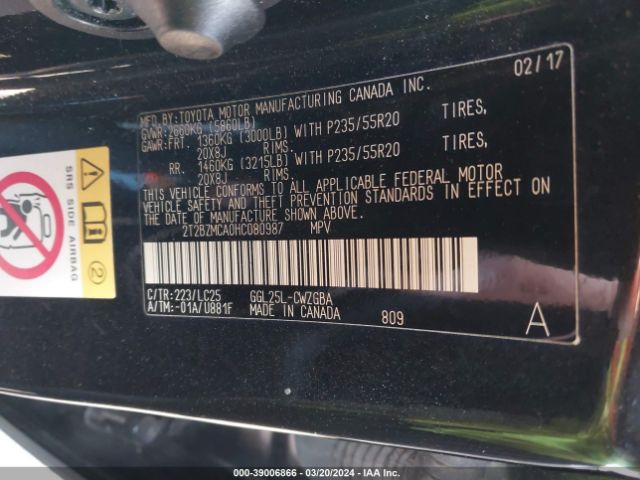 02/17
MFD.BY:TOYOTA MOTOR MANUFACTURING CANADA INC.
GVWR:2660KG (5860LB)
GAWR:FRT. 1360KG (3000LB) WITH P235/55R20 TIRES,
20X8J RIMS.
RR. 1460KG (3215LB) WITH P235/55R20 TIRES,
20X8J RIMS.
THIS VEHICLE CONFORMS TO ALL APPLICABLE FEDERAL MOTOR
VEHICLE SAFETY AND THEFT PREVENTION STANDARDS IN EFFECT ON
THE DATE OF MANUFACTURE SHOWN ABOVE.
2T2BZMCA0HC080987 MPV
C/TR:223/LC25 GGL25L-CWZGBA
A/TM:-01A/U881F MADE IN CANADA 809
A
SRS SIDE AIRBAG
2
000-39006866 — 03/20/2024 — IAA Inc.